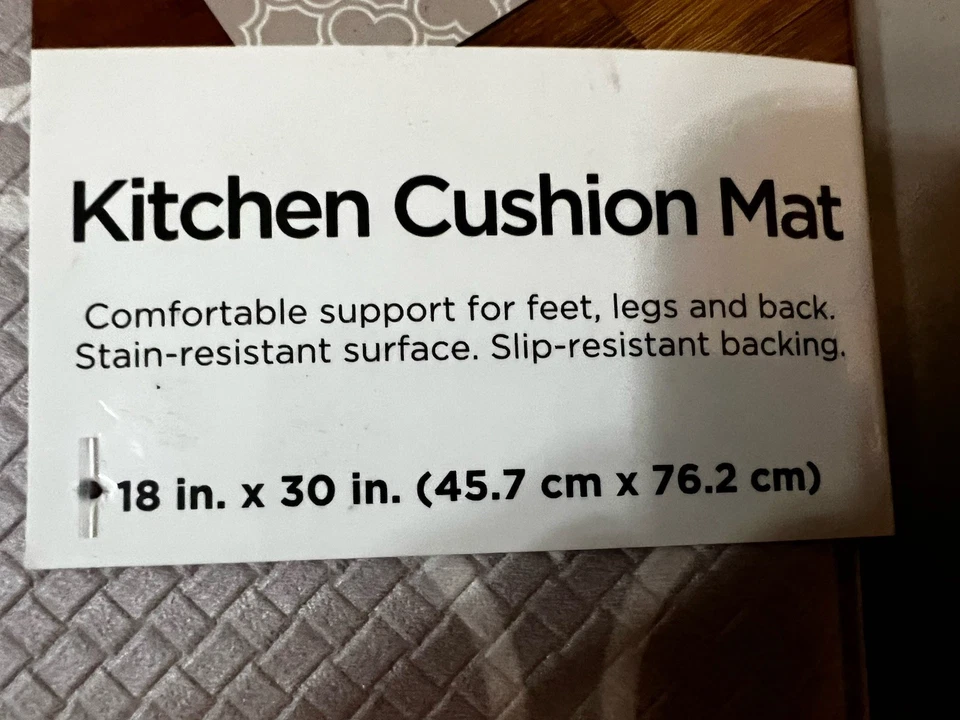 Kitchen Cushion Mat
Comfortable support for feet, legs and back.
Stain-resistant surface. Slip-resistant backing.
18 in. x 30 in. (45.7 cm x 76.2 cm)